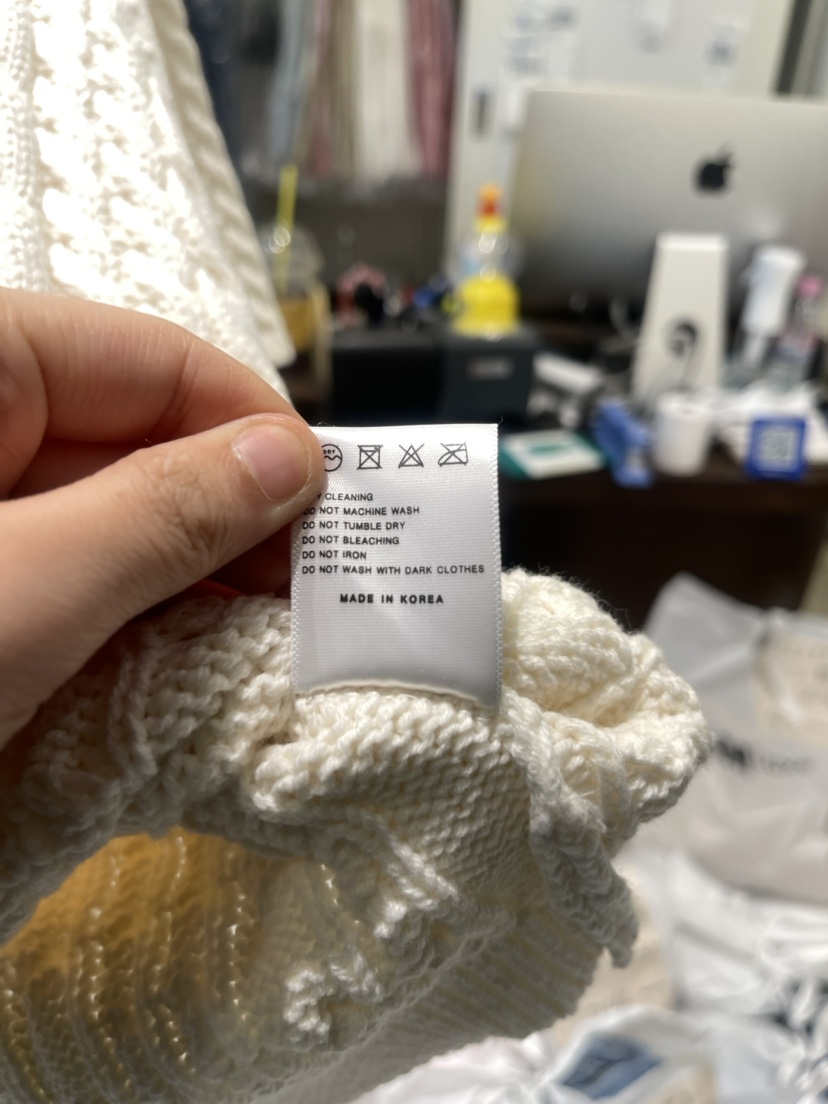 DRY
Y CLEANING
DO NOT MACHINE WASH
DO NOT TUMBLE DRY
DO NOT BLEACHING
DO NOT IRON
DO NOT WASH WITH DARK CLOTHES
MADE IN KOREA